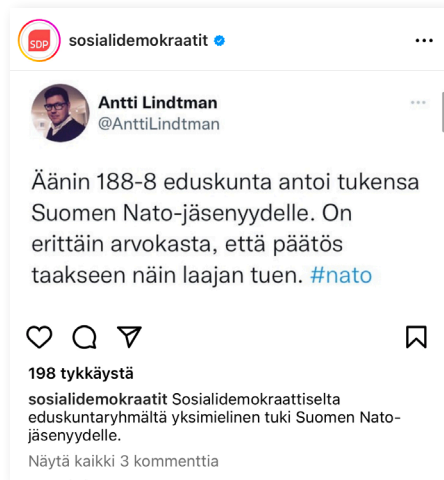 SDP
sosialidemokraatit
Antti Lindtman
@AnttiLindtman
Äänin 188-8 eduskunta antoi tukensa
Suomen Nato-jäsenyydelle. On
erittäin arvokasta, että päätös
taakseen näin laajan tuen. #nato
198 tykkäystä
sosialidemokraatit Sosialidemokraattiselta
eduskuntaryhmältä yksimielinen tuki Suomen Nato-
jäsenyydelle.
Näytä kaikki 3 kommenttia